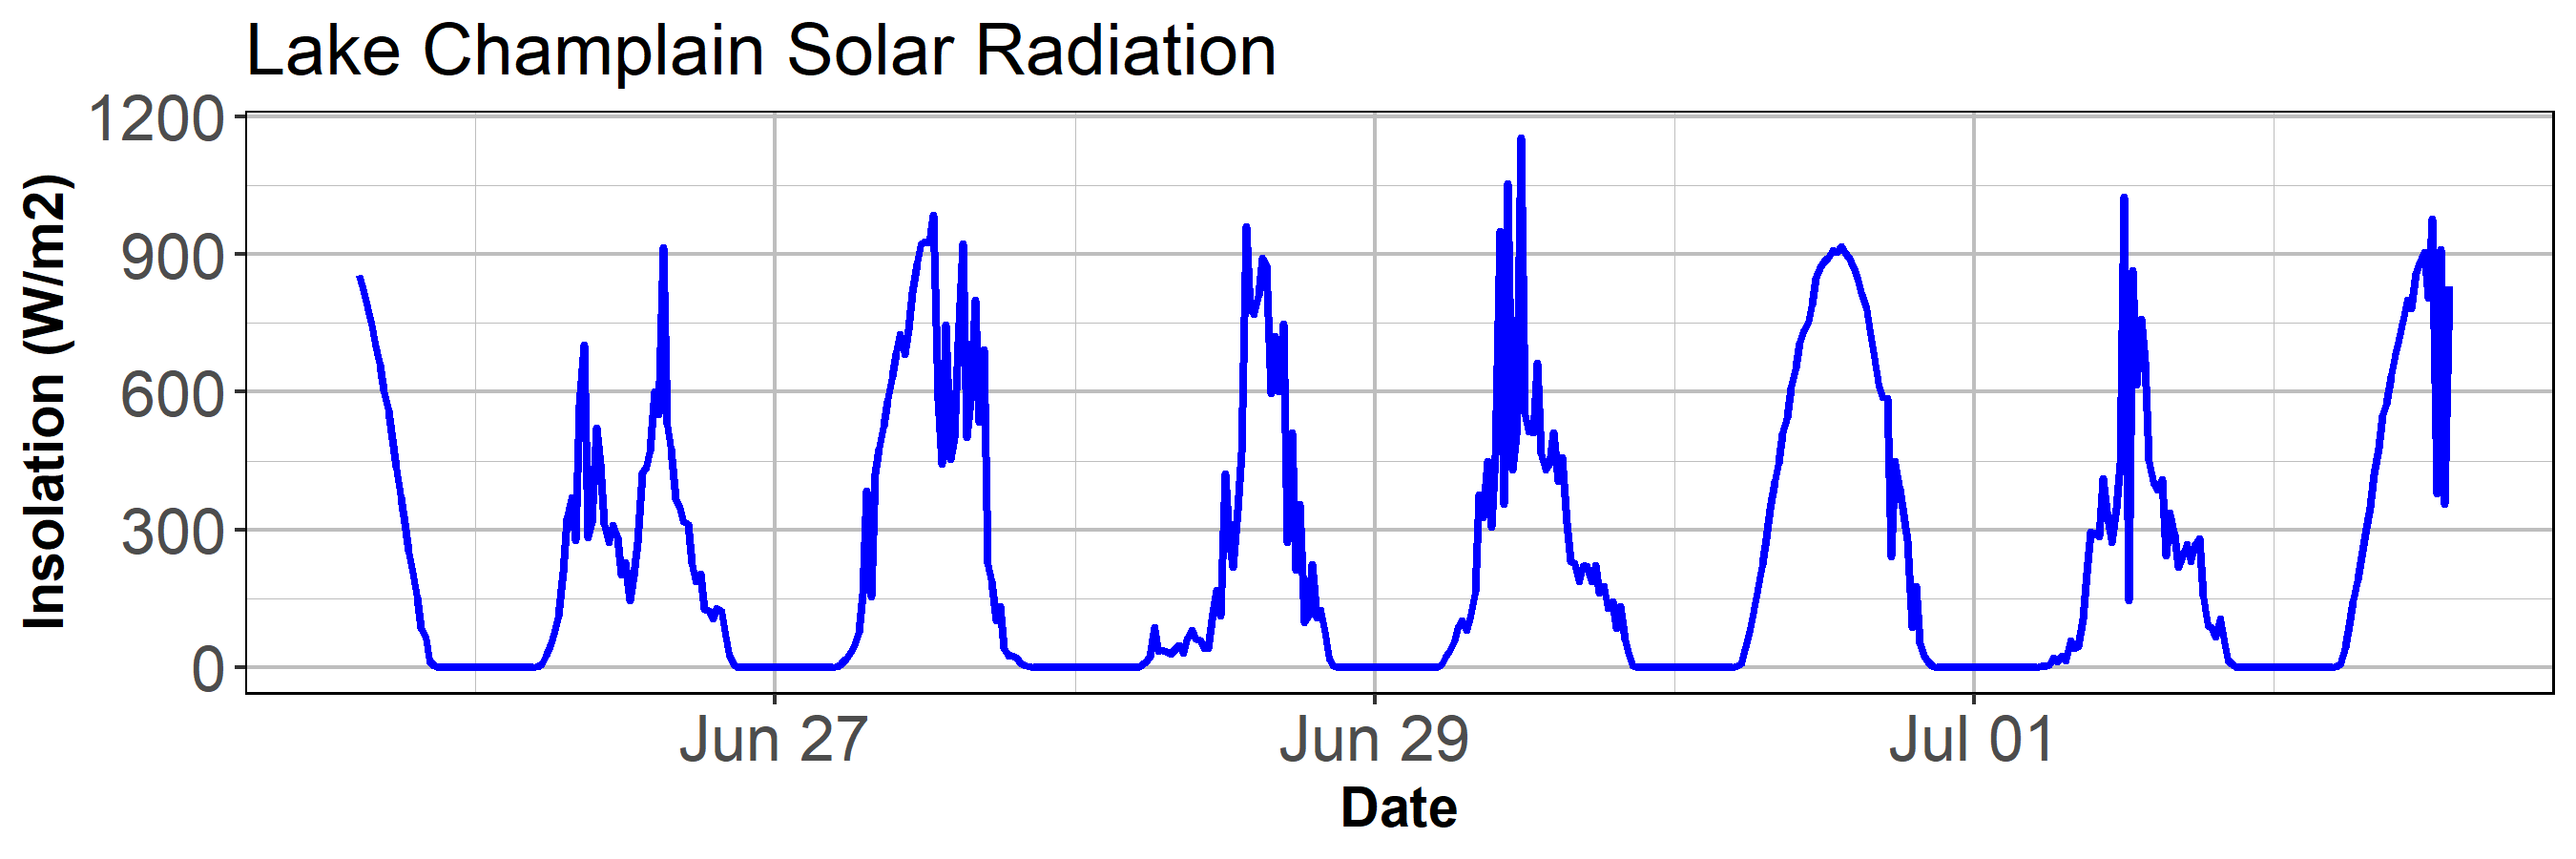 Lake Champlain Solar Radiation
1200
900
600
300
0
Insolation (W/m2)
Jun 27
Jun 29
Jul 01
Date